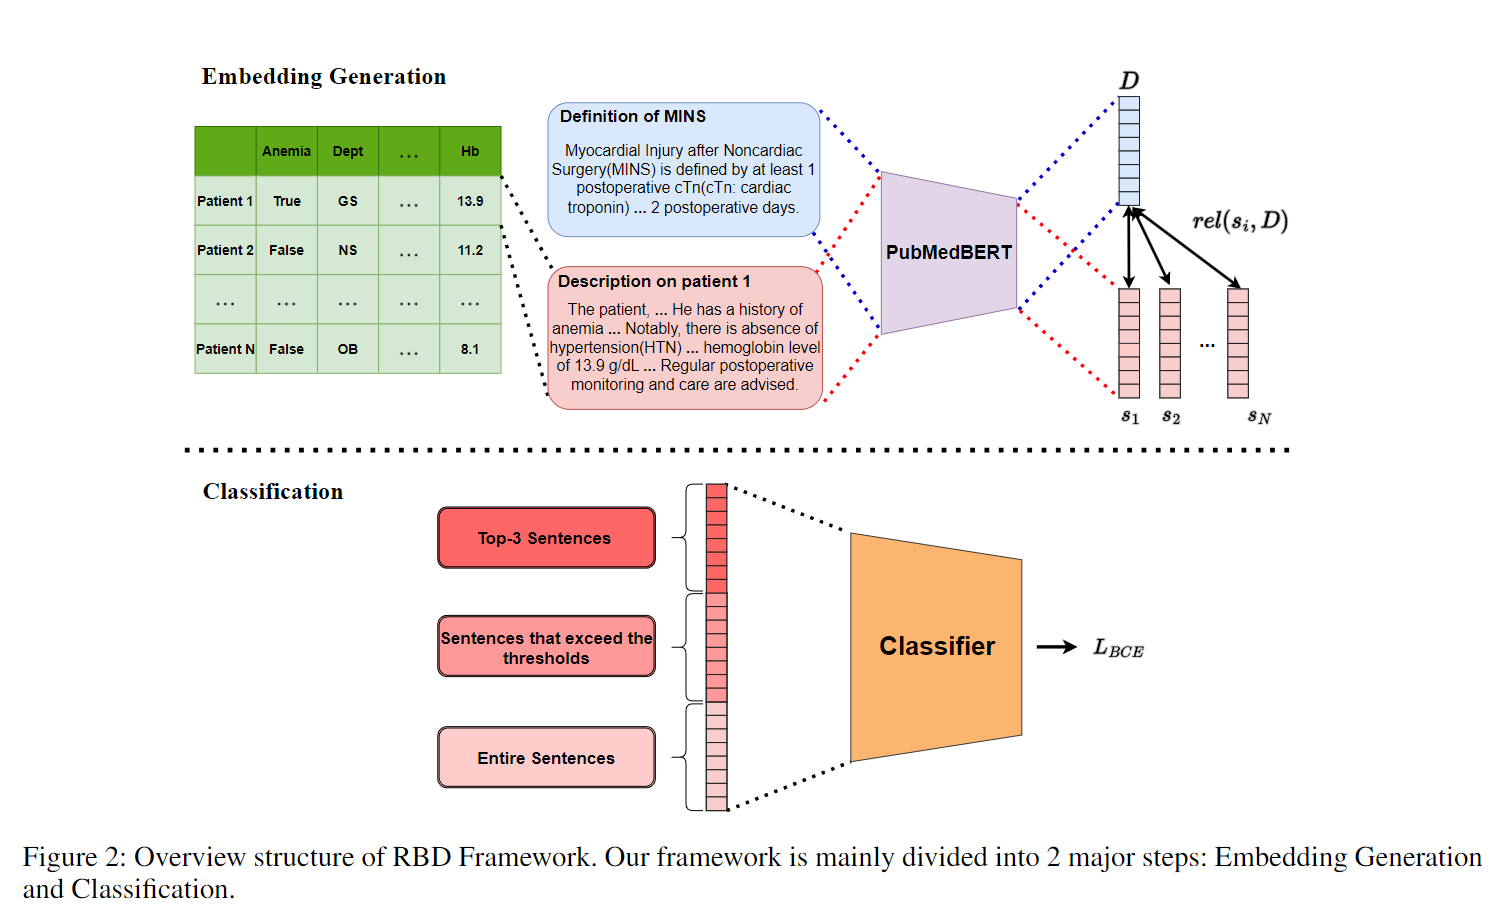 Embedding Generation
Anemia Dept ... Hb
Patient 1 True GS ... 13.9
Patient 2 False NS ... 11.2
... ... ... ... ...
Patient N False OB ... 8.1
Definition of MINS
Myocardial Injury after Noncardiac
Surgery(MINS) is defined by at least 1
postoperative cTn(cTn: cardiac
troponin) ... 2 postoperative days.
Description on patient 1
The patient, ... He has a history of
anemia ... Notably, there is absence of
hypertension(HTN) ... hemoglobin level
of 13.9 g/dL ... Regular postoperative
monitoring and care are advised.
PubMedBERT
D
rel(s_i, D)
...
s_1 s_2 s_N
Classification
Top-3 Sentences
Sentences that exceed the
thresholds
Entire Sentences
Classifier
L_BCE
Figure 2: Overview structure of RBD Framework. Our framework is mainly divided into 2 major steps: Embedding Generation
and Classification.